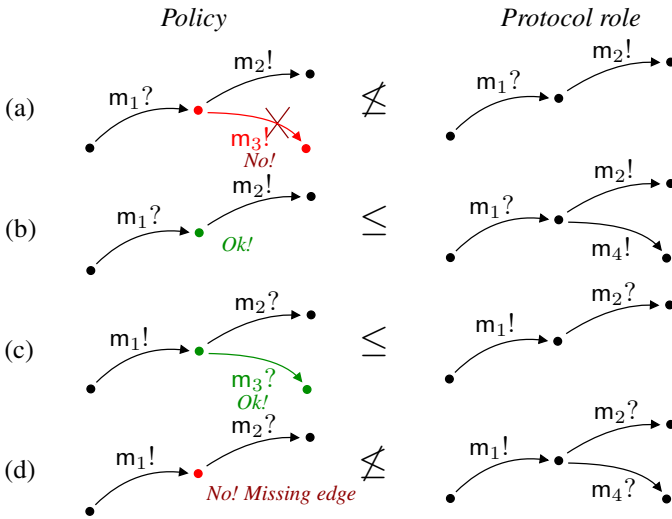 Policy Protocol role
(a) m₁? m₂! m₃! No! ≰ m₁? m₂!
(b) m₁? m₂! Ok! ≤ m₁? m₂! m₄!
(c) m₁! m₂? m₃? Ok! ≤ m₁! m₂?
(d) m₁! m₂? No! Missing edge ≰ m₁! m₂? m₄?